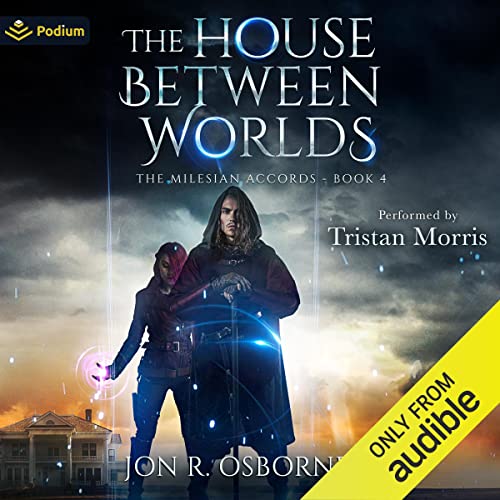 Podium
THE HOUSE
BETWEEN
WORLDS
THE MILESIAN ACCORDS - BOOK 4
Performed by
Tristan Morris
JON R. OSBORNE
ONLY FROM
audible